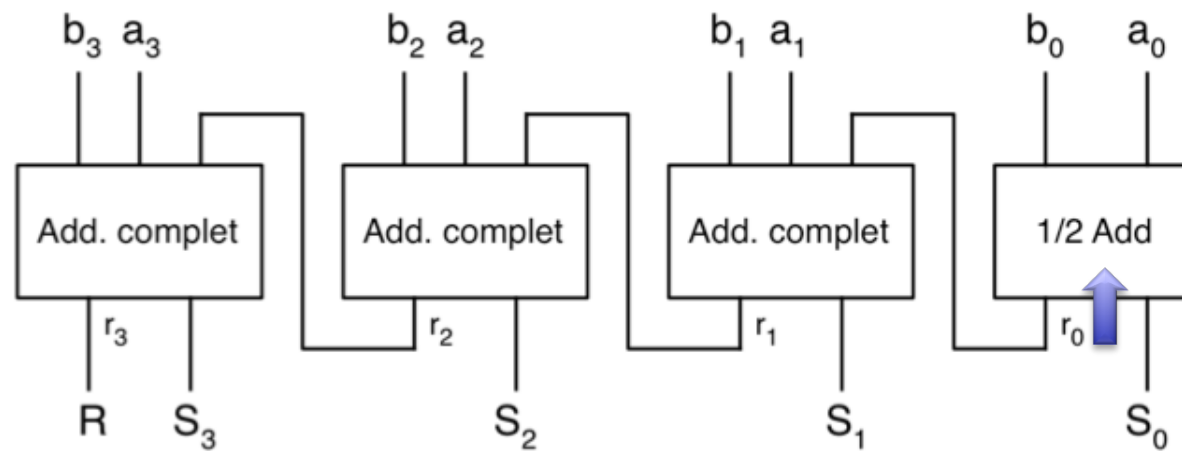 b₃ a₃ b₂ a₂ b₁ a₁ b₀ a₀
Add. complet Add. complet Add. complet 1/2 Add
r₃ r₂ r₁ r₀
R S₃ S₂ S₁ S₀